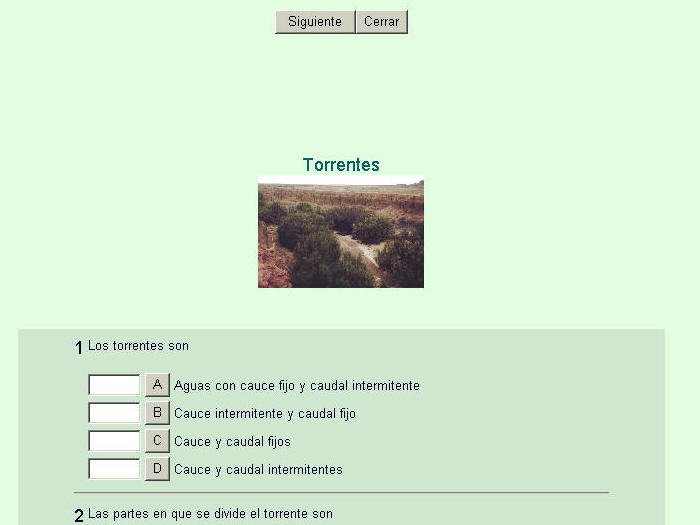 Siguiente Cerrar
Torrentes
1 Los torrentes son
A Aguas con cauce fijo y caudal intermitente
B Cauce intermitente y caudal fijo
C Cauce y caudal fijos
D Cauce y caudal intermitentes
2 Las partes en que se divide el torrente son